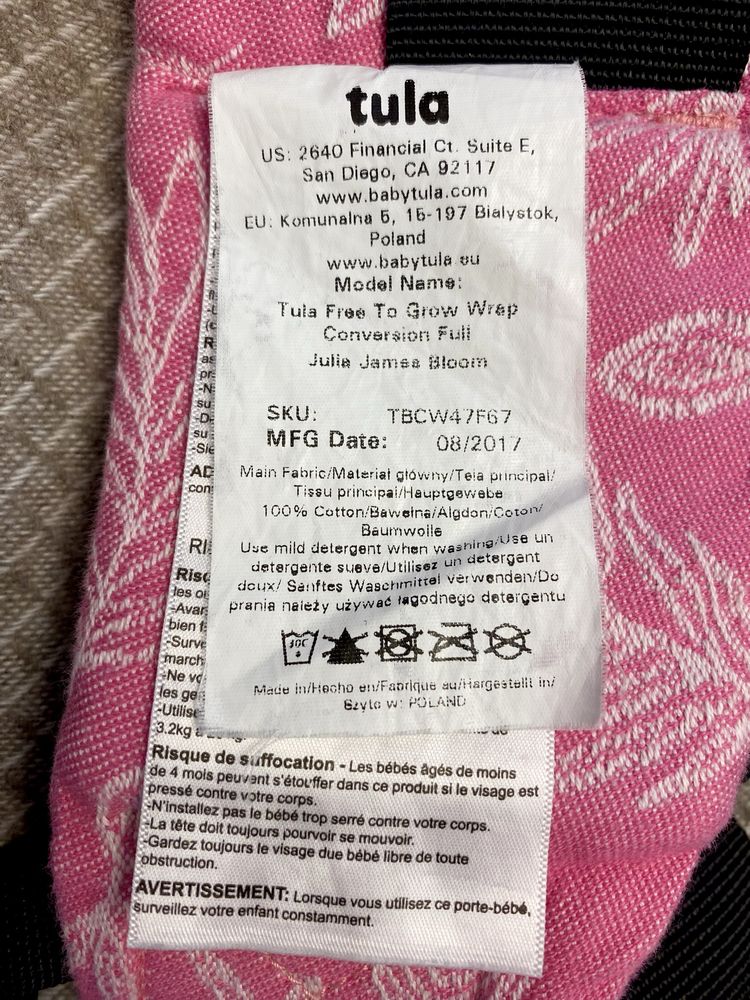 tula
US: 2640 Financial Ct. Suite E,
San Diego, CA 92117
www.babytula.com
EU: Komunalna 5, 15-197 Bialystok,
Poland
www.babytula.eu
Model Name:
Tula Free To Grow Wrap
Conversion Full
Julia James Bloom
SKU: TBCW47F67
MFG Date: 08/2017
Main Fabric/Materiał główny/Tela principal/
Tissu principal/Hauptgewebe
100% Cotton/Bawełna/Algdon/Coton/
Baumwolle
Use mild detergent when washing/Use un
detergente sueve/Utilisez un detergent
doux/ Sanftes Waschmittel verwenden/Do
prania należy używać łagodnego detergentu
30C
Made in/Hecho en/Fabrique au/Hargestellt in/
Szyto w: POLAND
3.2kg
Risque de suffocation - Les bébés âgés de moins
de 4 mois peuvent s'étouffer dans ce produit si le visage est
pressé contre votre corps.
-N'installez pas le bébé trop serré contre votre corps.
-La tête doit toujours pourvoir se mouvoir.
-Gardez toujours le visage due bébé libre de toute
obstruction.
AVERTISSEMENT: Lorsque vous utilisez ce porte-bébé,
surveillez votre enfant constamment.